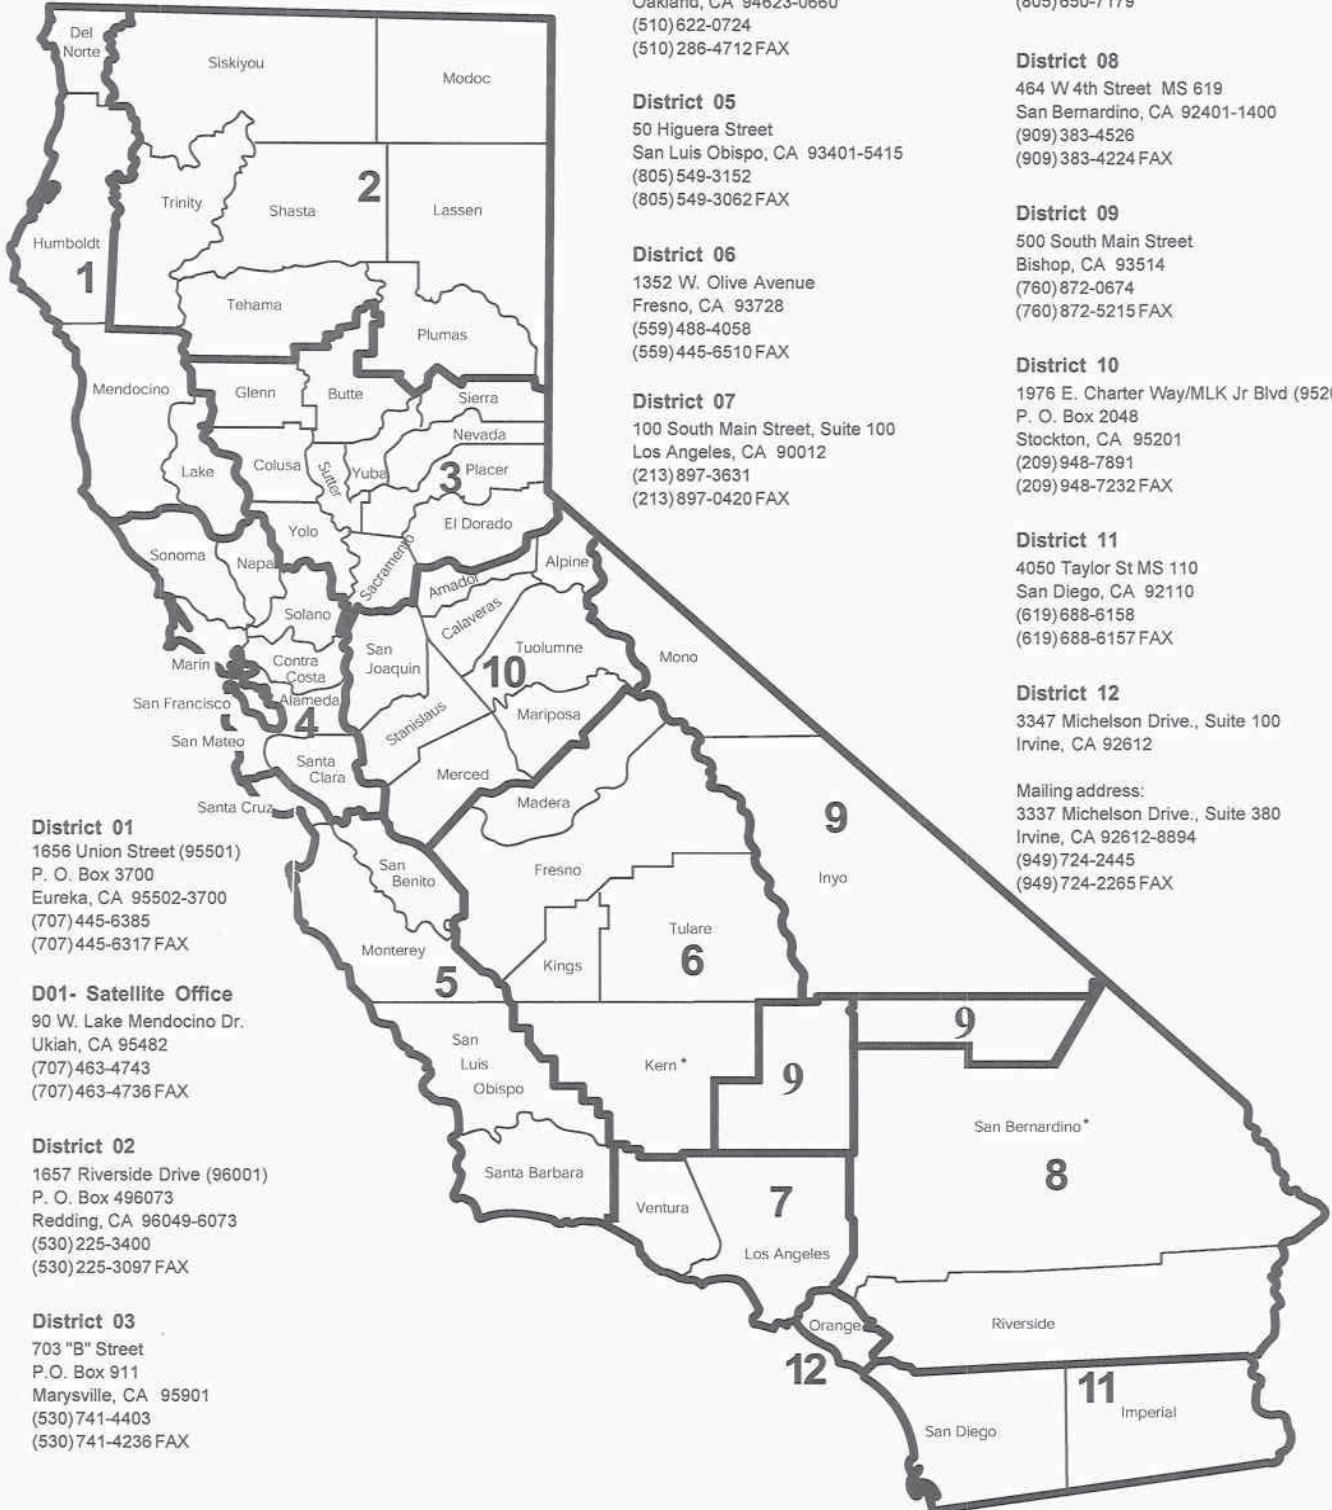 Oakland, CA 94623-0660
(510)622-0724
(510)286-4712 FAX
District 05
50 Higuera Street
San Luis Obispo, CA 93401-5415
(805)549-3152
(805)549-3062 FAX
District 06
1352 W. Olive Avenue
Fresno, CA 93728
(559)488-4058
(559)445-6510 FAX
District 07
100 South Main Street, Suite 100
Los Angeles, CA 90012
(213)897-3631
(213)897-0420 FAX
(805)650-7179
District 08
464 W 4th Street MS 619
San Bernardino, CA 92401-1400
(909)383-4526
(909)383-4224 FAX
District 09
500 South Main Street
Bishop, CA 93514
(760)872-0674
(760)872-5215 FAX
District 10
1976 E. Charter Way/MLK Jr Blvd (9520
P. O. Box 2048
Stockton, CA 95201
(209)948-7891
(209)948-7232 FAX
District 11
4050 Taylor St MS 110
San Diego, CA 92110
(619)688-6158
(619)688-6157 FAX
District 12
3347 Michelson Drive., Suite 100
Irvine, CA 92612
Mailing address:
3337 Michelson Drive., Suite 380
Irvine, CA 92612-8894
(949)724-2445
(949)724-2265 FAX
Del
Norte
Siskiyou
Modoc
Trinity
Shasta
2
Lassen
Humboldt
1
Tehama
Plumas
Mendocino
Glenn
Butte
Sierra
Nevada
Lake
Colusa
Sutter
Yuba
3
Placer
Yolo
El Dorado
Sonoma
Napa
Sacramento
Alpine
Amador
Solano
Calaveras
Marin
Contra
Costa
San
Joaquin
Tuolumne
10
Mono
San Francisco
Alameda
4
Stanislaus
Mariposa
San Mateo
Santa
Clara
Merced
Santa Cruz
Madera
9
San
Benito
Fresno
Inyo
Monterey
Tulare
5
Kings
6
San
Luis
Obispo
Kern *
9
9
San Bernardino *
Santa Barbara
8
Ventura
7
Los Angeles
Orange
Riverside
12
11
Imperial
San Diego
District 01
1656 Union Street (95501)
P. O. Box 3700
Eureka, CA 95502-3700
(707)445-6385
(707)445-6317 FAX
D01- Satellite Office
90 W. Lake Mendocino Dr.
Ukiah, CA 95482
(707)463-4743
(707)463-4736 FAX
District 02
1657 Riverside Drive (96001)
P. O. Box 496073
Redding, CA 96049-6073
(530)225-3400
(530)225-3097 FAX
District 03
703 "B" Street
P.O. Box 911
Marysville, CA 95901
(530)741-4403
(530)741-4236 FAX